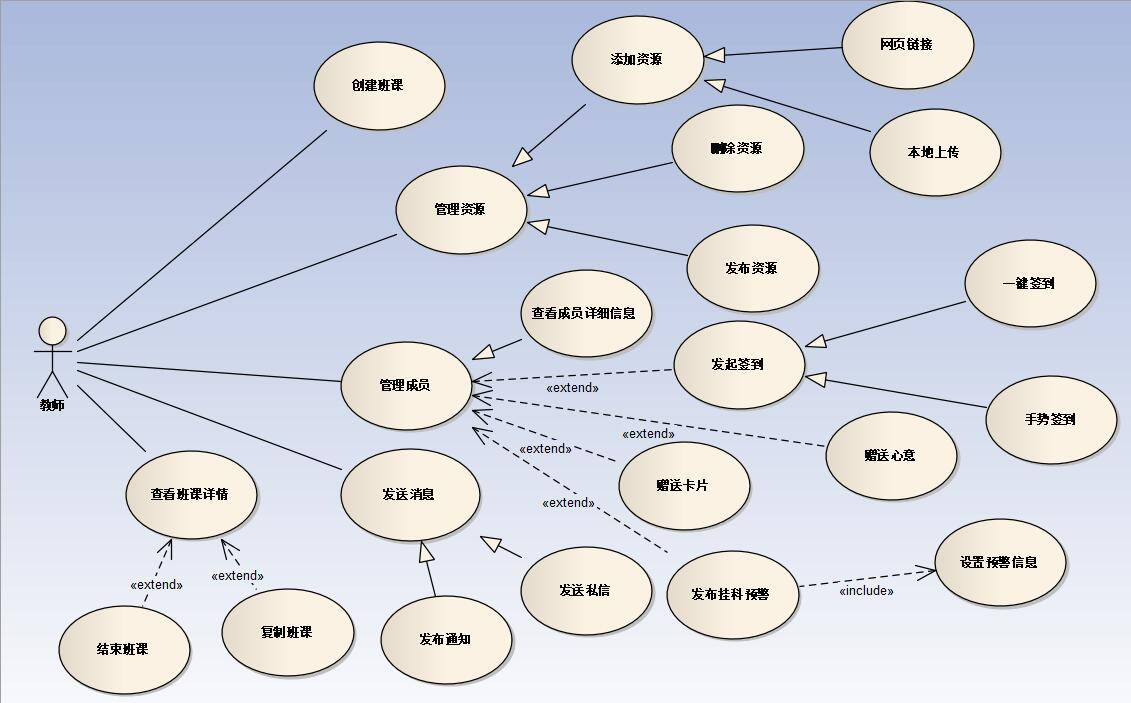 网页链接
添加资源
创建班课
删除资源
本地上传
管理资源
发布资源
一键签到
查看成员详细信息
发起签到
管理成员
«extend»
教师
手势签到
«extend»
«extend»
赠送心意
赠送卡片
查看班课详情
发送消息
«extend»
设置预警信息
«extend»
«extend»
发送私信
发布挂科预警
«include»
结束班课
复制班课
发布通知